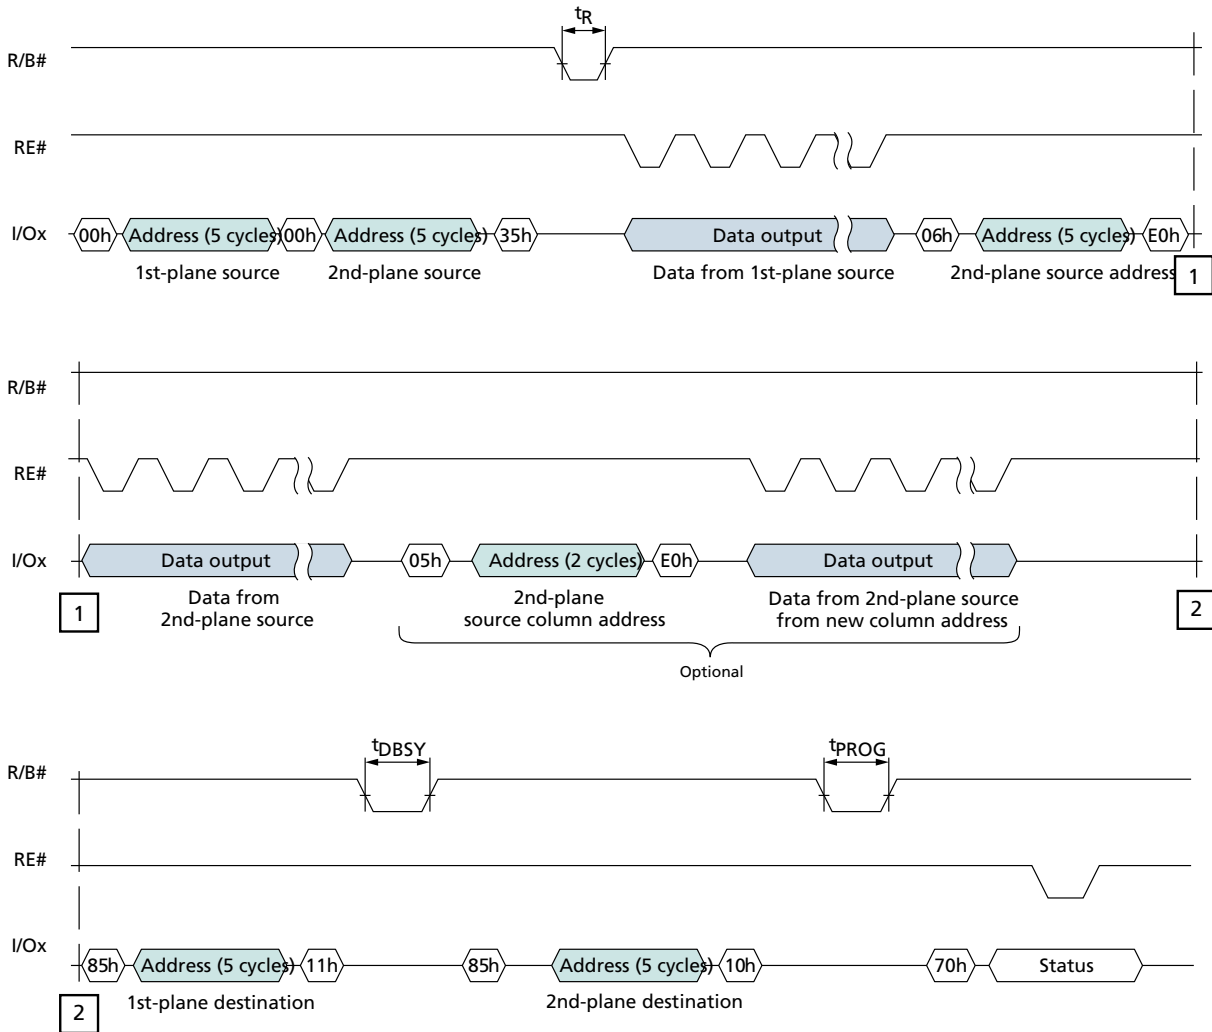 tR
R/B#
RE#
I/Ox
00h Address (5 cycles) 00h Address (5 cycles) 35h Data output 06h Address (5 cycles) E0h
1st-plane source 2nd-plane source Data from 1st-plane source 2nd-plane source address
1
R/B#
RE#
I/Ox
Data output 05h Address (2 cycles) E0h Data output
1
Data from
2nd-plane source
2nd-plane
source column address
Data from 2nd-plane source
from new column address
2
Optional
tDBSY tPROG
R/B#
RE#
I/Ox
85h Address (5 cycles) 11h 85h Address (5 cycles) 10h 70h Status
1st-plane destination 2nd-plane destination
2